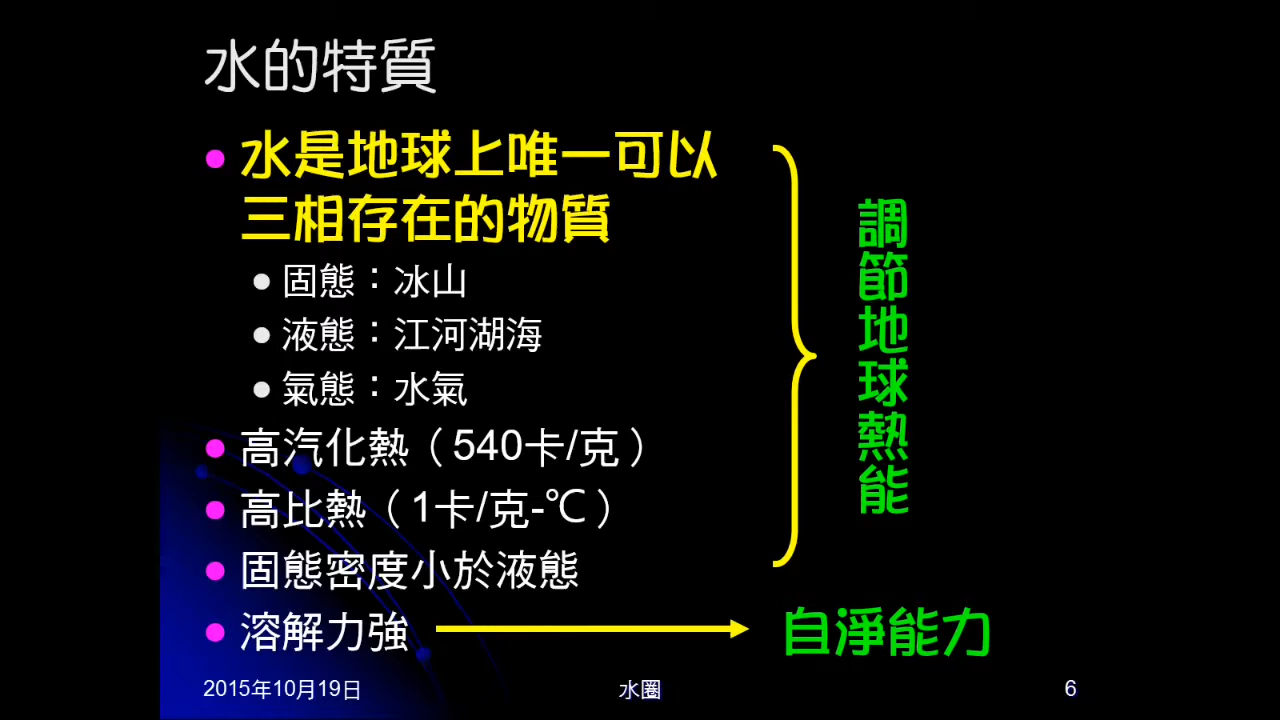 水的特質
水是地球上唯一可以
三相存在的物質
固態：冰山
液態：江河湖海
氣態：水氣
高汽化熱（540卡/克）
高比熱（1卡/克-℃）
固態密度小於液態
溶解力強
調節地球熱能
自淨能力
2015年10月19日
水圈
6